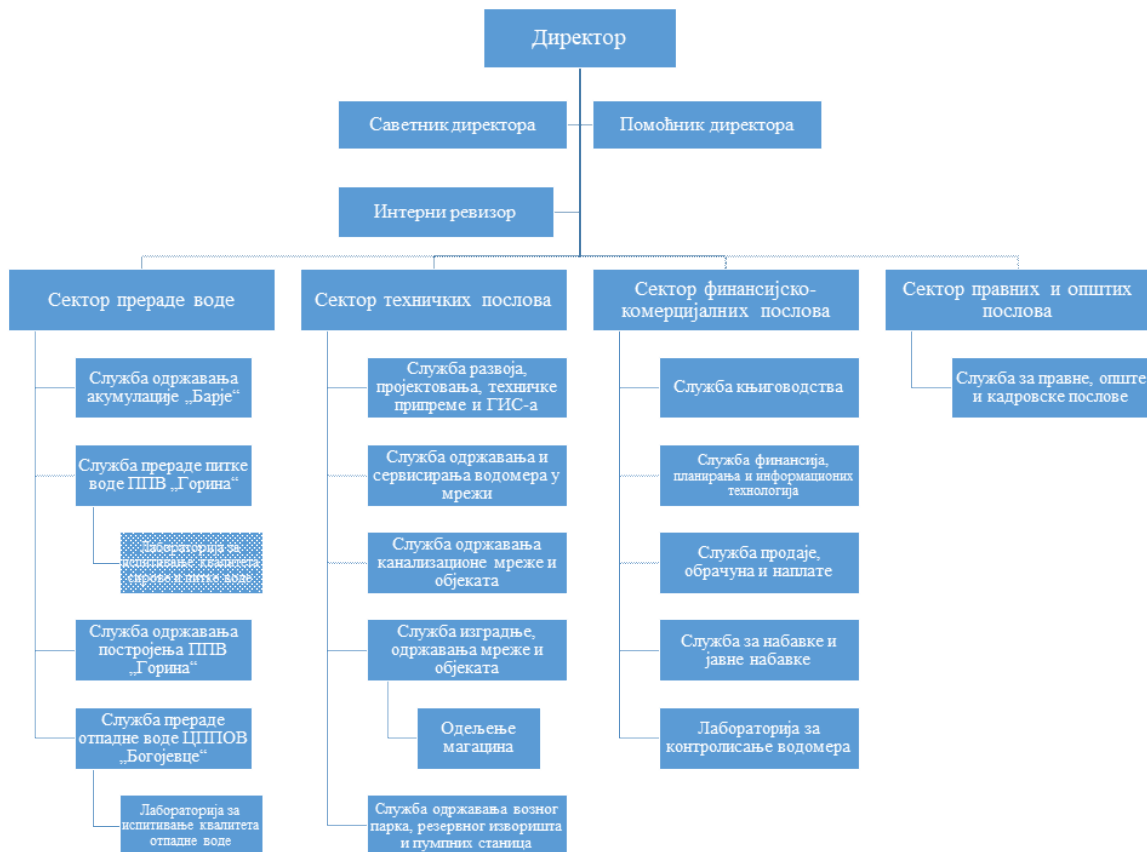 Директор
Саветник директора
Помоћник директора
Интерни ревизор
Сектор прераде воде
Служба одржавања
акумулације „Барје“
Служба прераде питке
воде ППВ „Горина“
Лабораторија за
испитивање квалитета
сирове и питке воде
Служба одржавања
постројења ППВ
„Горина“
Служба прераде
отпадне воде ЦППОВ
„Богојевце“
Лабораторија за
испитивање квалитета
отпадне воде
Сектор техничких послова
Служба развоја,
пројектовања, техничке
припреме и ГИС-а
Служба одржавања и
сервисирања водомера у
мрежи
Служба одржавања
канализационе мреже и
објеката
Служба изградње,
одржавања мреже и
објеката
Одељење
магацина
Служба одржавања возног
парка, резервног изворишта
и пумпних станица
Сектор финансијско-
комерцијалних послова
Служба књиговодства
Служба финансија,
планирања и информационих
технологија
Служба продаје,
обрачуна и наплате
Служба за набавке и
јавне набавке
Лабораторија за
контролисање водомера
Сектор правних и општих
послова
Служба за правне, опште
и кадровске послове